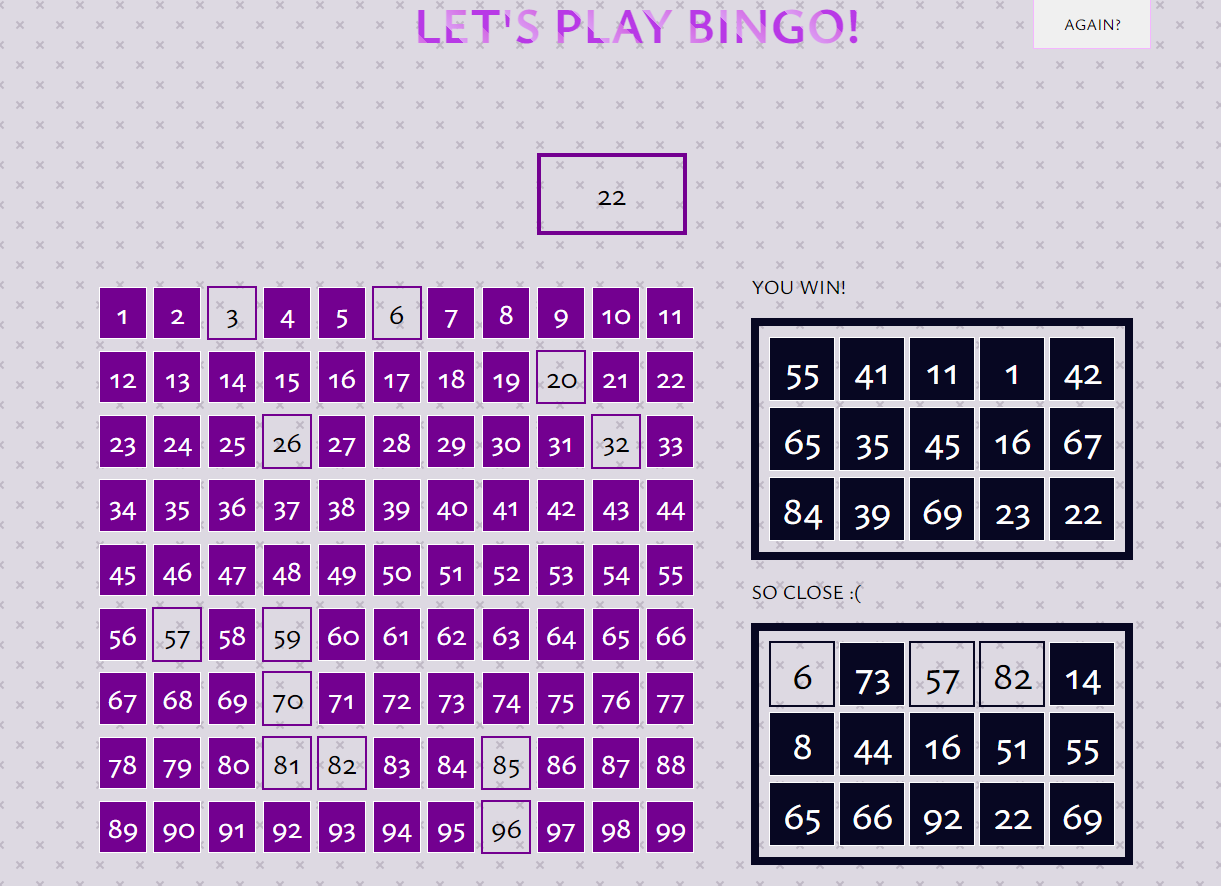 LET'S PLAY BINGO!
AGAIN?
22
1 2 3 4 5 6 7 8 9 10 11
12 13 14 15 16 17 18 19 20 21 22
23 24 25 26 27 28 29 30 31 32 33
34 35 36 37 38 39 40 41 42 43 44
45 46 47 48 49 50 51 52 53 54 55
56 57 58 59 60 61 62 63 64 65 66
67 68 69 70 71 72 73 74 75 76 77
78 79 80 81 82 83 84 85 86 87 88
89 90 91 92 93 94 95 96 97 98 99
YOU WIN!
55 41 11 1 42
65 35 45 16 67
84 39 69 23 22
SO CLOSE :(
6 73 57 82 14
8 44 16 51 55
65 66 92 22 69